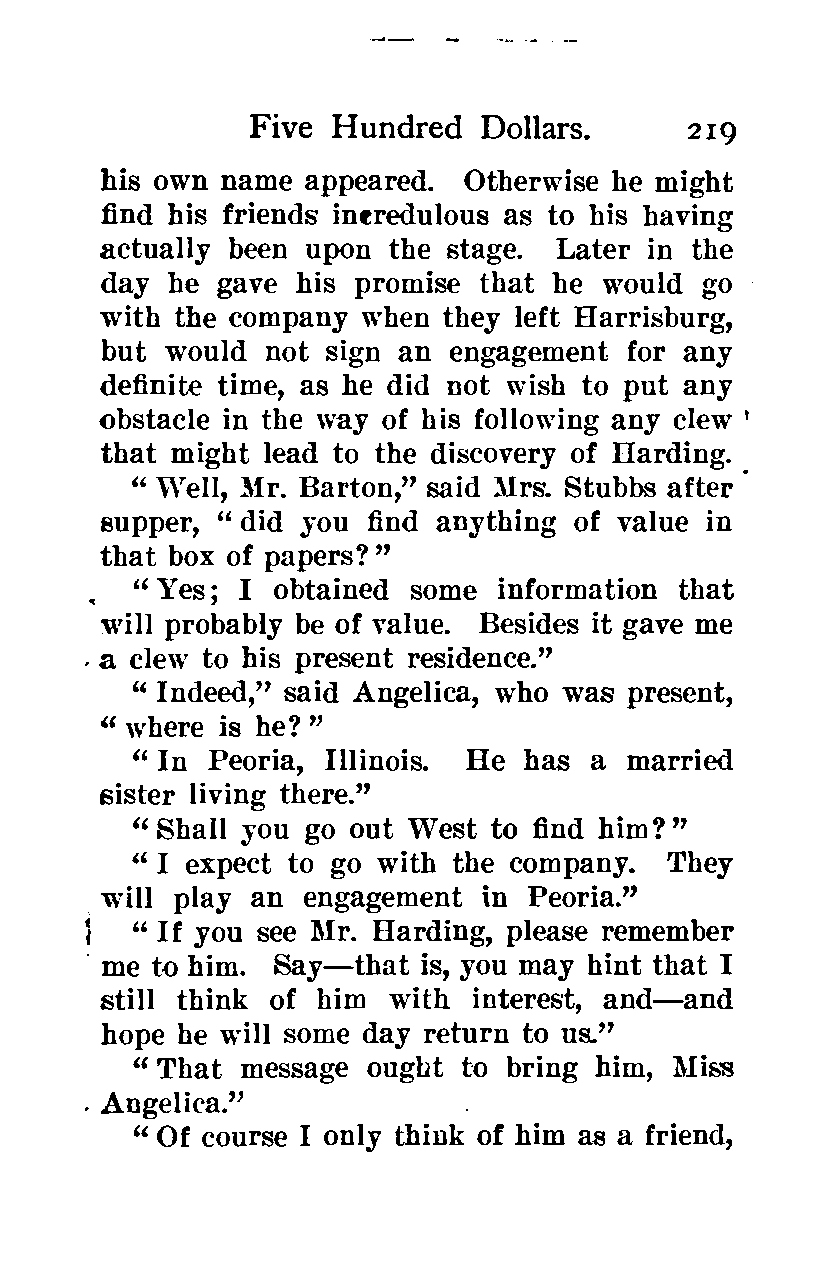 Five Hundred Dollars. 219
his own name appeared. Otherwise he might
find his friends incredulous as to his having
actually been upon the stage. Later in the
day he gave his promise that he would go
with the company when they left Harrisburg,
but would not sign an engagement for any
definite time, as he did not wish to put any
obstacle in the way of his following any clew
that might lead to the discovery of Harding.
“ Well, Mr. Barton,” said Mrs. Stubbs after
supper, “ did you find anything of value in
that box of papers? ”
“ Yes; I obtained some information that
will probably be of value. Besides it gave me
a clew to his present residence.”
“ Indeed,” said Angelica, who was present,
“ where is he? ”
“ In Peoria, Illinois. He has a married
sister living there.”
“ Shall you go out West to find him? ”
“ I expect to go with the company. They
will play an engagement in Peoria.”
“ If you see Mr. Harding, please remember
me to him. Say—that is, you may hint that I
still think of him with interest, and—and
hope he will some day return to us.”
“ That message ought to bring him, Miss
Angelica.”
“ Of course I only think of him as a friend,